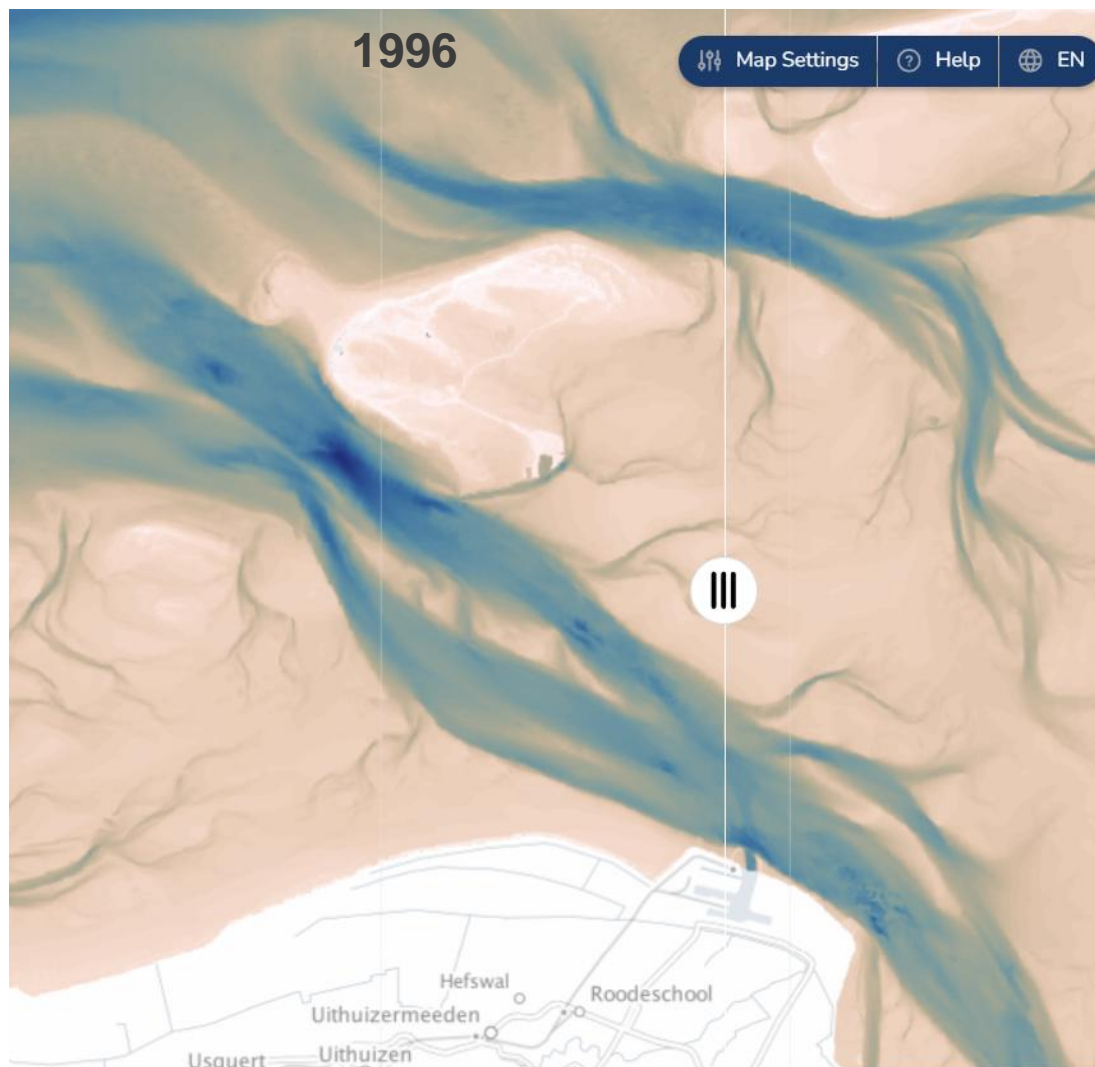 1996
Map Settings
Help
EN
Hefswal
Roodeschool
Uithuizermeeden
Usquert
Uithuizen